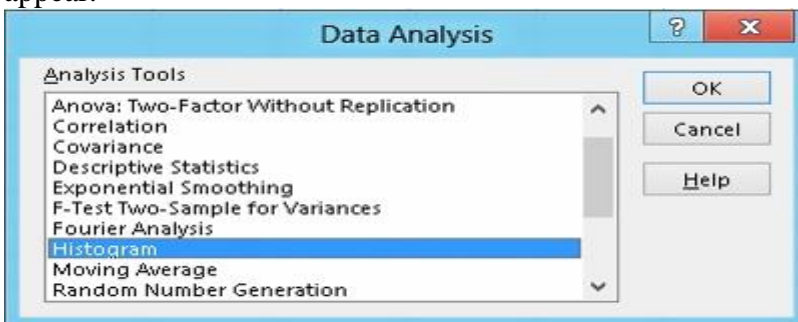 appear.
Data Analysis
?
Analysis Tools
Anova: Two-Factor Without Replication
Correlation
Covariance
Descriptive Statistics
Exponential Smoothing
F-Test Two-Sample for Variances
Fourier Analysis
Histogram
Moving Average
Random Number Generation
OK
Cancel
Help